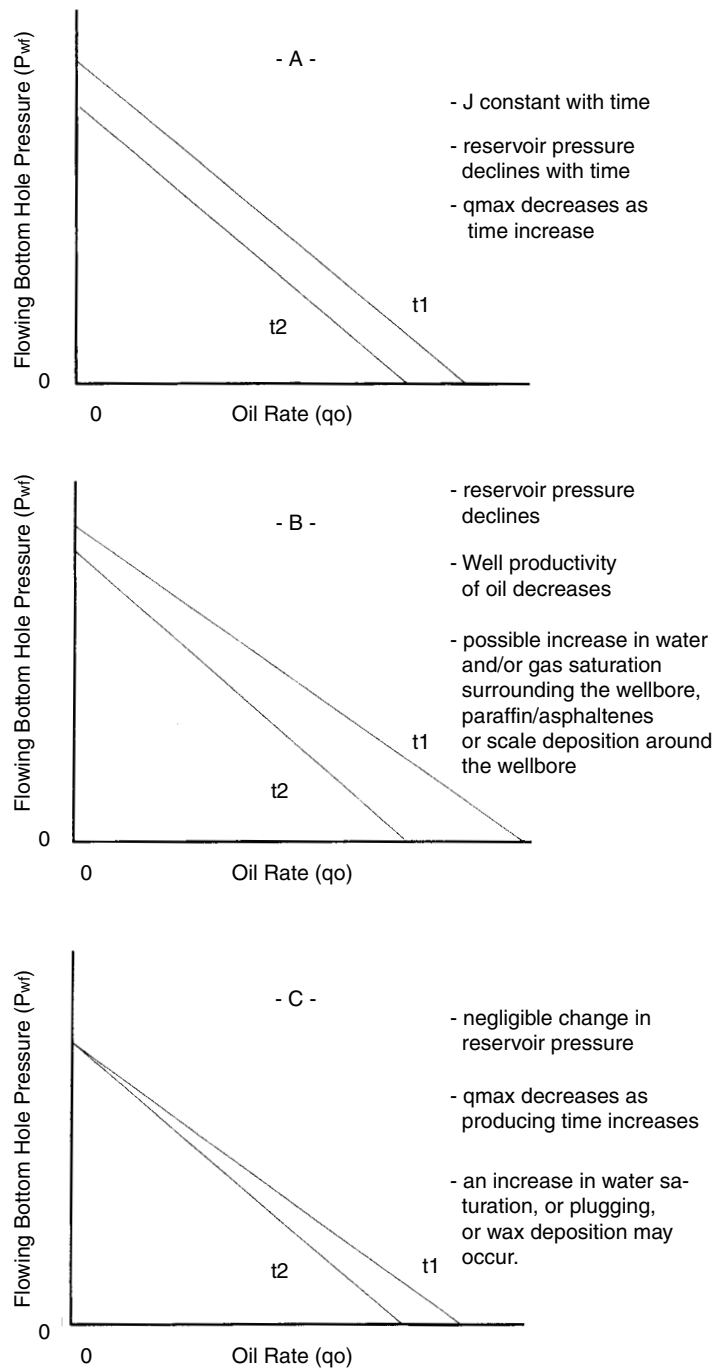 Flowing Bottom Hole Pressure (Pwf)
- A -
- J constant with time
- reservoir pressure
declines with time
- qmax decreases as
time increase
t1
t2
0
0
Oil Rate (qo)
Flowing Bottom Hole Pressure (Pwf)
- B -
- reservoir pressure
declines
- Well productivity
of oil decreases
- possible increase in water
and/or gas saturation
surrounding the wellbore,
paraffin/asphaltenes
or scale deposition around
the wellbore
t1
t2
0
0
Oil Rate (qo)
Flowing Bottom Hole Pressure (Pwf)
- C -
- negligible change in
reservoir pressure
- qmax decreases as
producing time increases
- an increase in water sa-
turation, or plugging,
or wax deposition may
occur.
t1
t2
0
0
Oil Rate (qo)